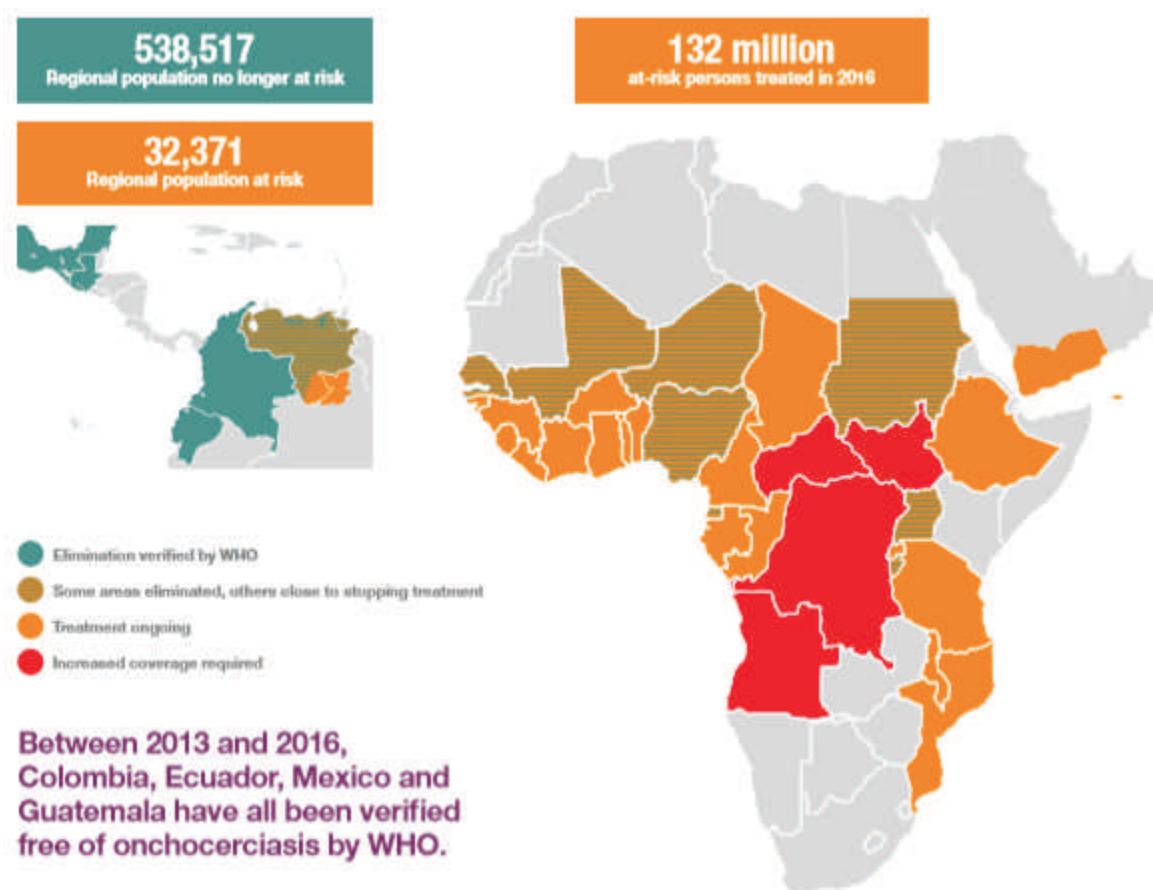 538,517
Regional population no longer at risk
132 million
at-risk persons treated in 2016
32,371
Regional population at risk
Elimination verified by WHO
Some areas eliminated, others close to stopping treatment
Treatment ongoing
Increased coverage required
Between 2013 and 2016,
Colombia, Ecuador, Mexico and
Guatemala have all been verified
free of onchocerciasis by WHO.